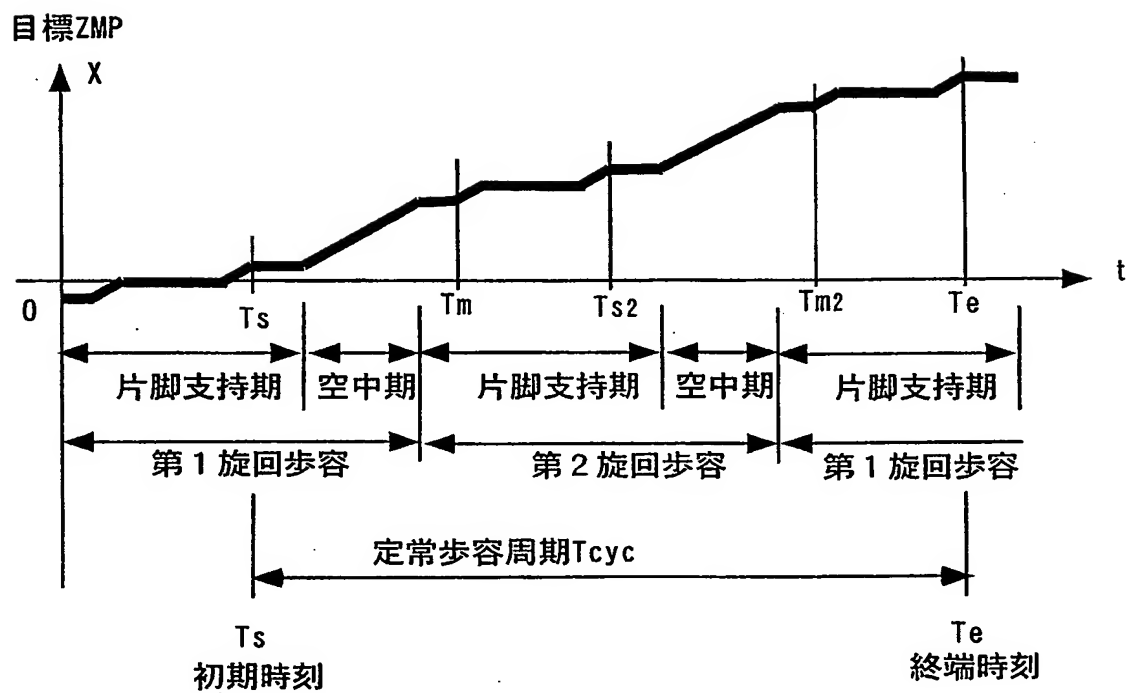 目標ZMP
X
0
t
Ts
Tm
Ts2
Tm2
Te
片脚支持期
空中期
片脚支持期
空中期
片脚支持期
第1旋回歩容
第2旋回歩容
第1旋回歩容
定常歩容周期Tcyc
Ts
初期時刻
Te
終端時刻